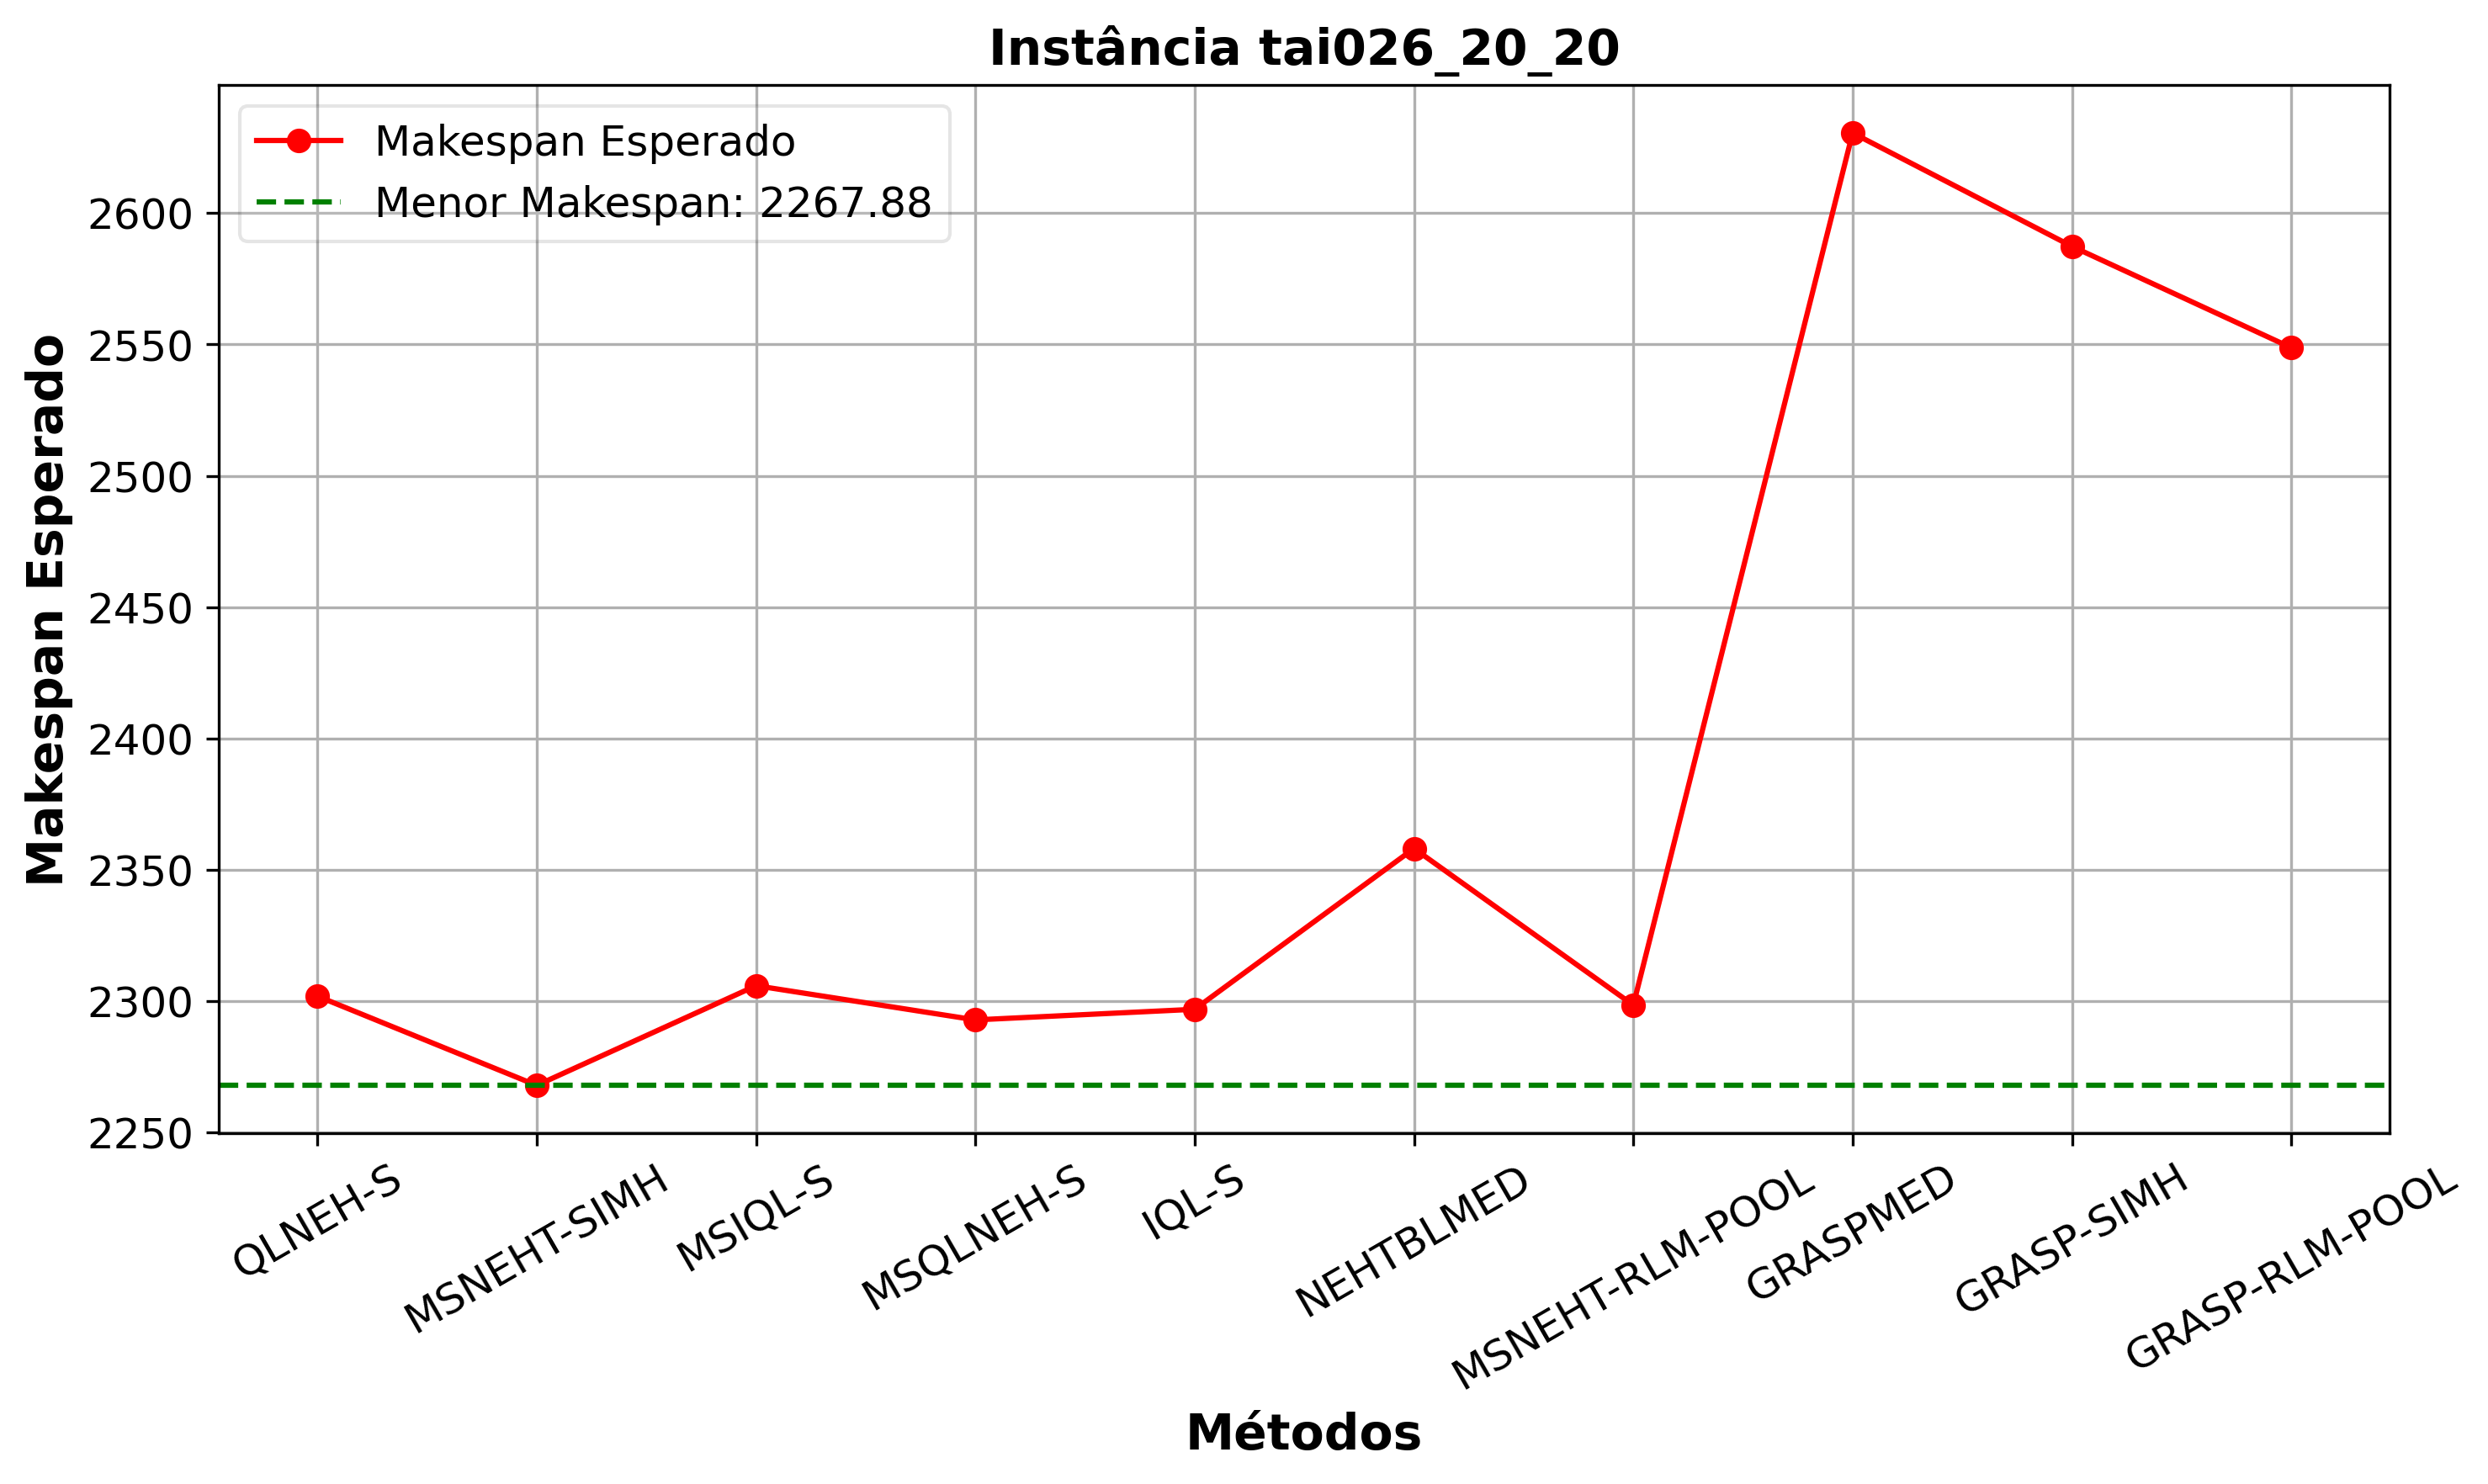 Instância tai026_20_20
Makespan Esperado
Menor Makespan: 2267.88
Makespan Esperado
2600
2550
2500
2450
2400
2350
2300
2250
QLNEH-S
MSNEHT-SIMH
MSIQL-S
MSQLNEH-S
IQL-S
NEHTBLMED
MSNEHT-RLM-POOL
GRASPMED
GRASP-SIMH
GRASP-RLM-POOL
Métodos